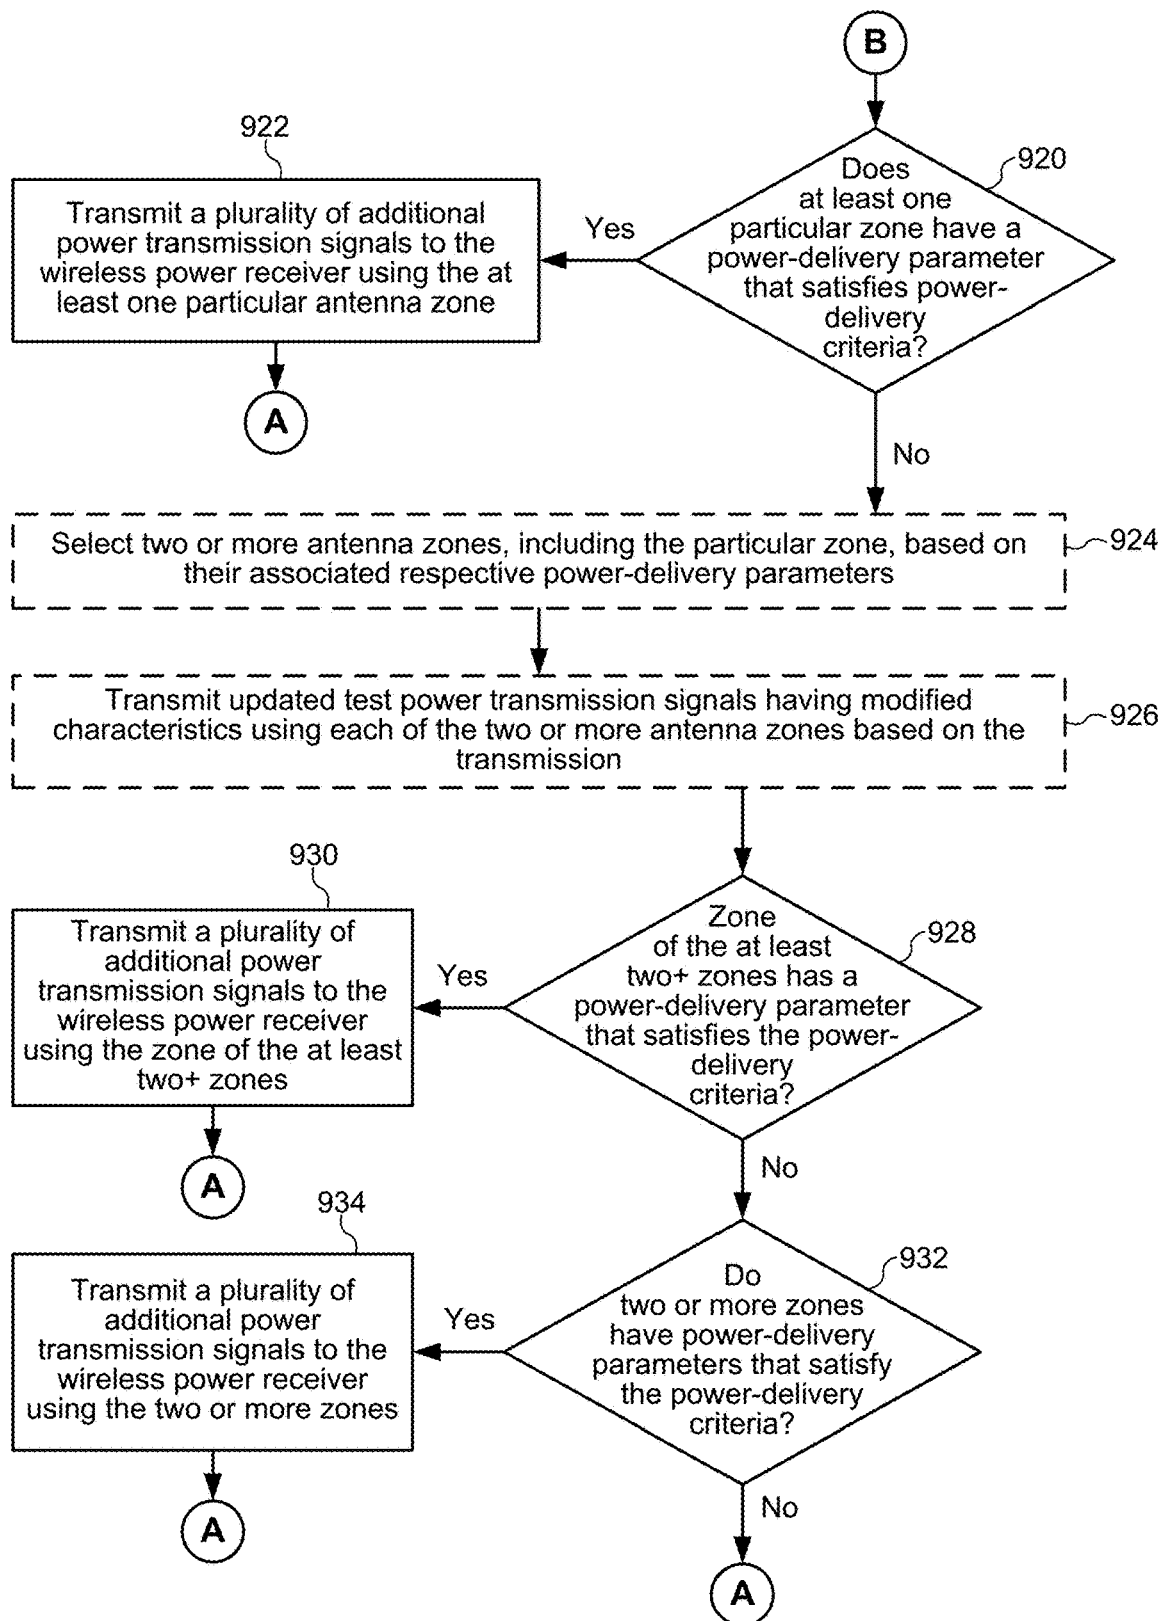 B
922
920
Does
at least one
particular zone have a
power-delivery parameter
that satisfies power-
delivery
criteria?
Yes
Transmit a plurality of additional
power transmission signals to the
wireless power receiver using the at
least one particular antenna zone
A
No
Select two or more antenna zones, including the particular zone, based on
their associated respective power-delivery parameters
924
Transmit updated test power transmission signals having modified
characteristics using each of the two or more antenna zones based on the
transmission
926
930
928
Zone
of the at least
two+ zones has a
power-delivery parameter
that satisfies the power-
delivery
criteria?
Yes
Transmit a plurality of
additional power
transmission signals to the
wireless power receiver
using the zone of the at least
two+ zones
A
No
934
932
Do
two or more zones
have power-delivery
parameters that satisfy
the power-delivery
criteria?
Yes
Transmit a plurality of
additional power
transmission signals to the
wireless power receiver
using the two or more zones
A
No
A